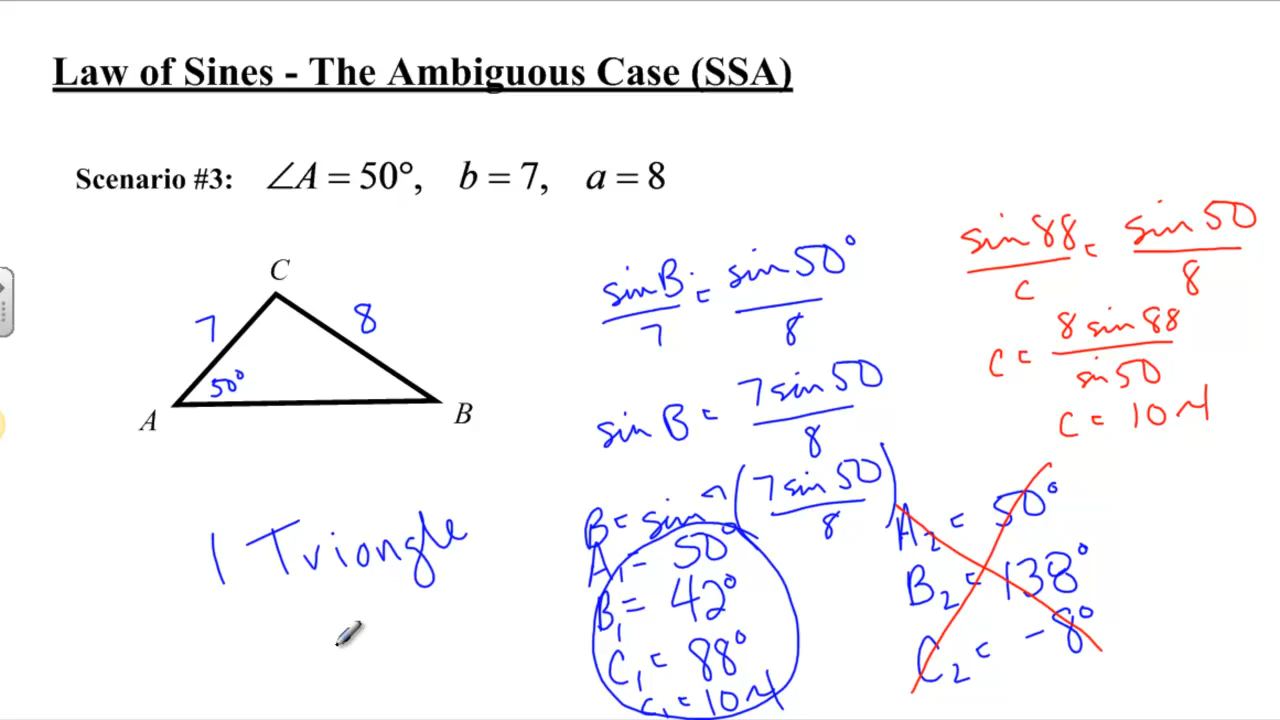 Law of Sines - The Ambiguous Case (SSA)
Scenario #3: ∠A = 50°, b = 7, a = 8
C
7
8
50°
A
B
1 Triangle
sin B / 7 = sin 50° / 8
sin B = 7 sin 50 / 8
B = sin⁻¹ (7 sin 50 / 8)
A₁ = 50°
B₁ = 42°
C₁ = 88°
c₁ = 10.4
sin 88 / c = sin 50 / 8
c = 8 sin 88 / sin 50
c = 10.4
A₂ = 50°
B₂ = 138°
C₂ = -8°